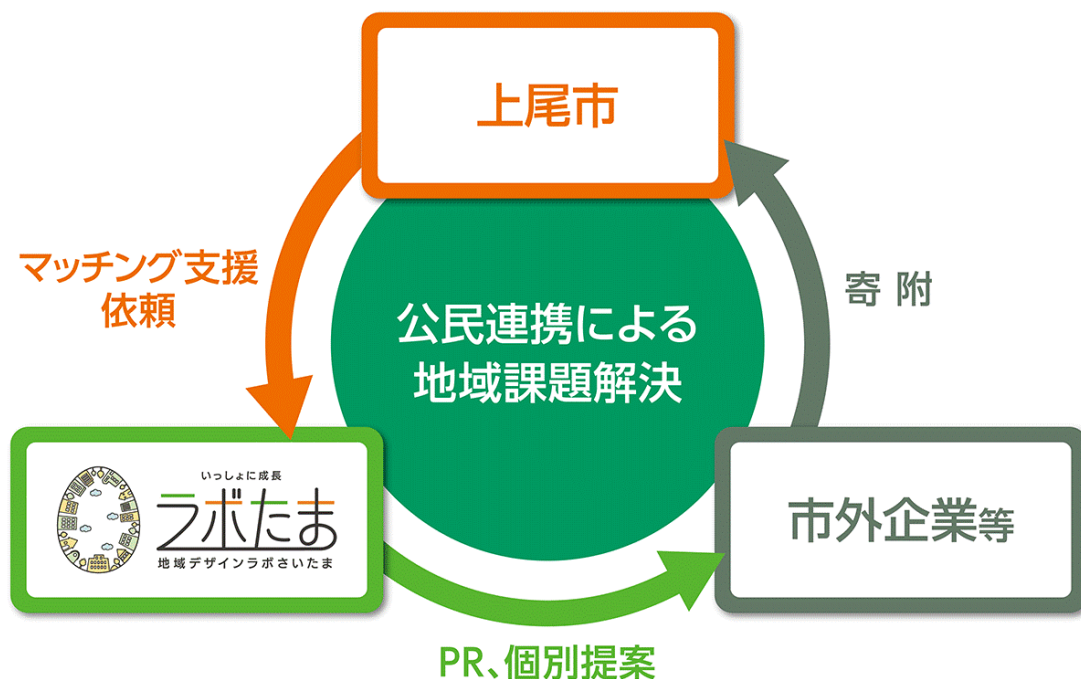 上尾市
マッチング支援
依頼
寄附
公民連携による
地域課題解決
いっしょに成長
ラボたま
地域デザインラボさいたま
市外企業等
PR、個別提案